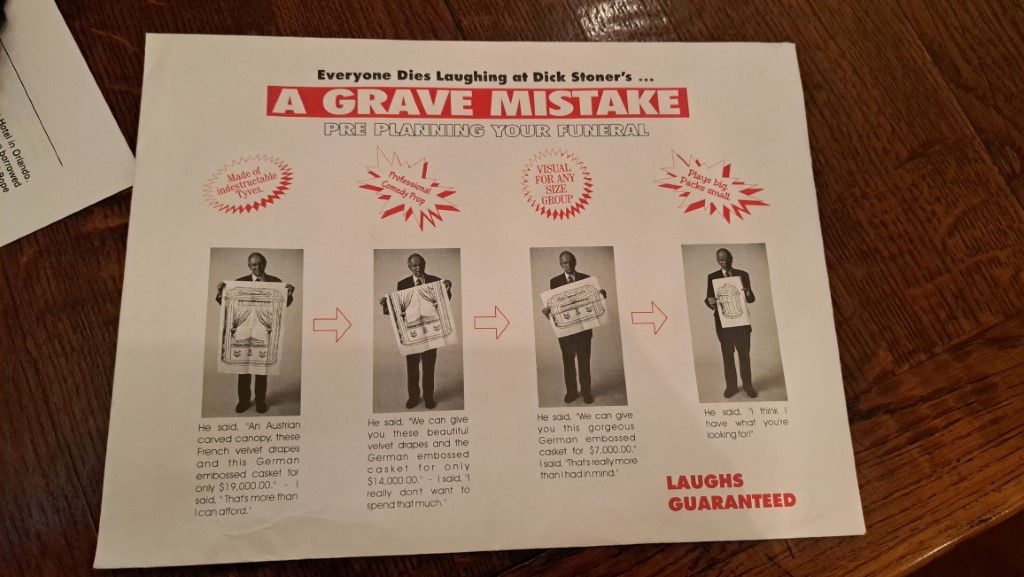 Hotel in Orlando.
borrowed
Rope
Everyone Dies Laughing at Dick Stoner's ...
A GRAVE MISTAKE
PRE PLANNING YOUR FUNERAL
Made of
indestructable
Tyvex.
Professional
Comedy Prop
VISUAL
FOR ANY
SIZE
GROUP
Plays big,
Packs small.
He said, "An Austrian
carved canopy, these
French velvet drapes
and this German
embossed casket for
only $19,000.00." - I
said, "That's more than
I can afford."
He said, "We can give
you these beautiful
velvet drapes and the
German embossed
casket for only
$14,000.00." - I said, "I
really don't want to
spend that much."
He said, "We can give
you this gorgeous
German embossed
casket for $7,000.00."
I said, "That's really more
than I had in mind."
He said, "I think I
have what you're
looking for!"
LAUGHS
GUARANTEED